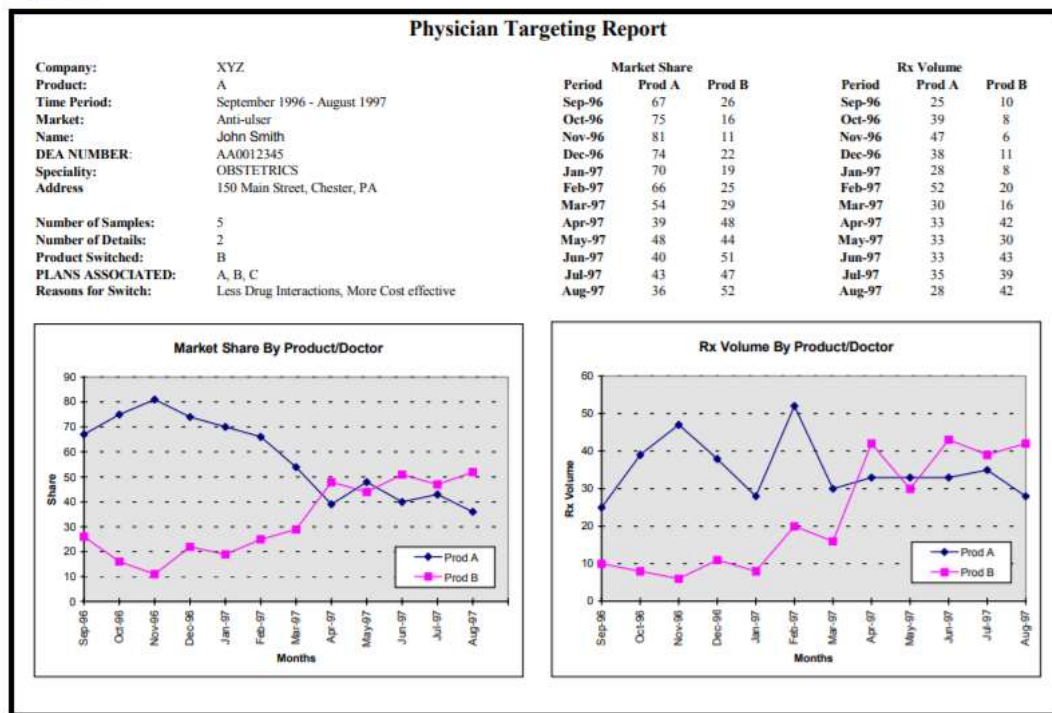 Physician Targeting Report
Company: XYZ
Product: A
Time Period: September 1996 - August 1997
Market: Anti-ulser
Name: John Smith
DEA NUMBER: AA0012345
Speciality: OBSTETRICS
Address 150 Main Street, Chester, PA
Number of Samples: 5
Number of Details: 2
Product Switched: B
PLANS ASSOCIATED: A, B, C
Reasons for Switch: Less Drug Interactions, More Cost effective
Market Share
Period Prod A Prod B
Sep-96 67 26
Oct-96 75 16
Nov-96 81 11
Dec-96 74 22
Jan-97 70 19
Feb-97 66 25
Mar-97 54 29
Apr-97 39 48
May-97 48 44
Jun-97 40 51
Jul-97 43 47
Aug-97 36 52
Rx Volume
Period Prod A Prod B
Sep-96 25 10
Oct-96 39 8
Nov-96 47 6
Dec-96 38 11
Jan-97 28 8
Feb-97 52 20
Mar-97 30 16
Apr-97 33 42
May-97 33 30
Jun-97 33 43
Jul-97 35 39
Aug-97 28 42
Market Share By Product/Doctor
90
80
70
60
50
40
30
20
10
0
Share
Prod A
Prod B
Sep-96 Oct-96 Nov-96 Dec-96 Jan-97 Feb-97 Mar-97 Apr-97 May-97 Jun-97 Jul-97 Aug-97
Months
Rx Volume By Product/Doctor
60
50
40
30
20
10
0
Rx Volume
Prod A
Prod B
Sep-96 Oct-96 Nov-96 Dec-96 Jan-97 Feb-97 Mar-97 Apr-97 May-97 Jun-97 Jul-97 Aug-97
Months